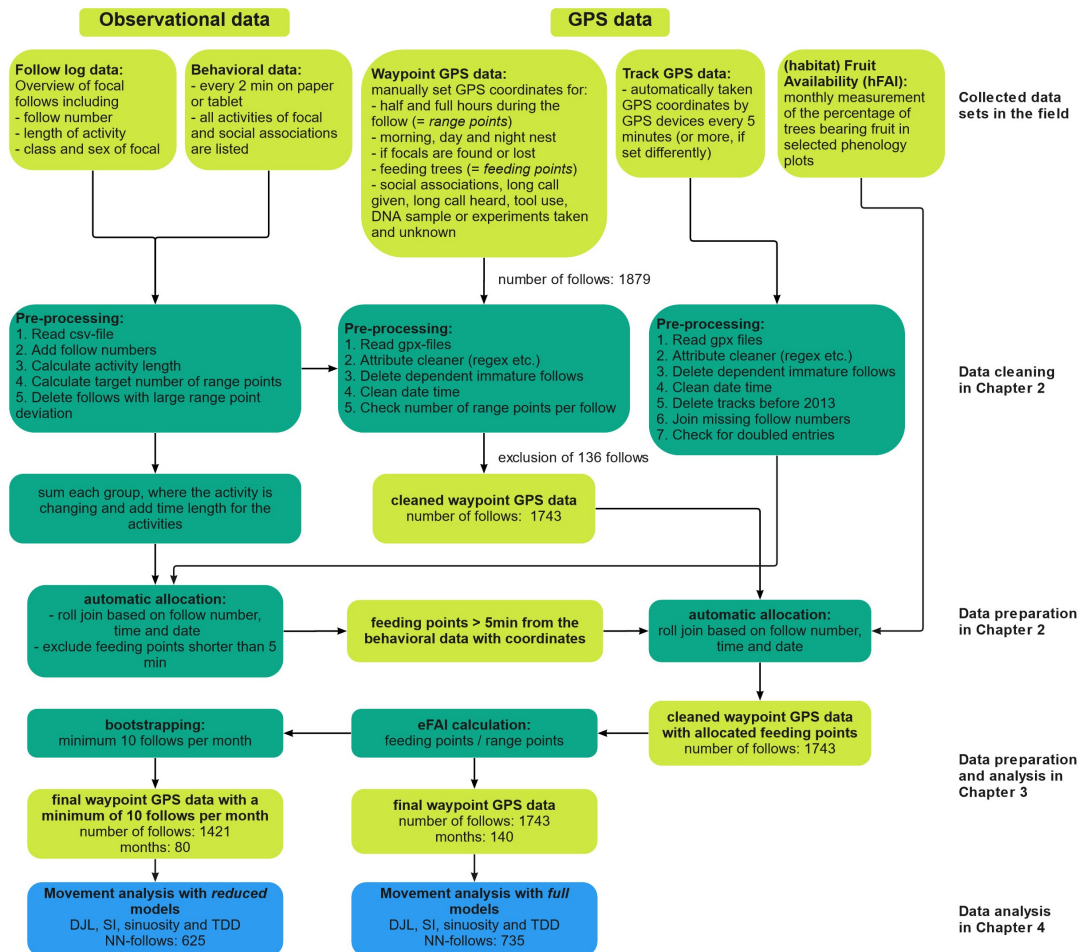 Observational data
GPS data
Follow log data:
Overview of focal
follows including
- follow number
- length of activity
- class and sex of focal
Behavioral data:
- every 2 min on paper
or tablet
- all activities of focal
and social associations
are listed
Waypoint GPS data:
manually set GPS coordinates for:
- half and full hours during the
follow (= range points)
- morning, day and night nest
- if focals are found or lost
- feeding trees (= feeding points)
- social associations, long call
given, long call heard, tool use,
DNA sample or experiments taken
and unknown
Track GPS data:
- automatically taken
GPS coordinates by
GPS devices every 5
minutes (or more, if
set differently)
(habitat) Fruit
Availability (hFAI):
monthly measurement
of the percentage of
trees bearing fruit in
selected phenology
plots
Collected data
sets in the field
number of follows: 1879
Pre-processing:
1. Read csv-file
2. Add follow numbers
3. Calculate activity length
4. Calculate target number of range points
5. Delete follows with large range point
deviation
Pre-processing:
1. Read gpx-files
2. Attribute cleaner (regex etc.)
3. Delete dependent immature follows
4. Clean date time
5. Check number of range points per follow
Pre-processing:
1. Read gpx files
2. Attribute cleaner (regex etc.)
3. Delete dependent immature follows
4. Clean date time
5. Delete tracks before 2013
6. Join missing follow numbers
7. Check for doubled entries
Data cleaning
in Chapter 2
exclusion of 136 follows
sum each group, where the activity is
changing and add time length for the
activities
cleaned waypoint GPS data
number of follows: 1743
automatic allocation:
- roll join based on follow number,
time and date
- exclude feeding points shorter than 5
min
feeding points > 5min from the
behavioral data with coordinates
automatic allocation:
roll join based on follow number,
time and date
Data preparation
in Chapter 2
bootstrapping:
minimum 10 follows per month
eFAI calculation:
feeding points / range points
cleaned waypoint GPS data
with allocated feeding points
number of follows: 1743
Data preparation
and analysis in
Chapter 3
final waypoint GPS data with a
minimum of 10 follows per month
number of follows: 1421
months: 80
final waypoint GPS data
number of follows: 1743
months: 140
Movement analysis with reduced
models
DJL, SI, sinuosity and TDD
NN-follows: 625
Movement analysis with full
models
DJL, SI, sinuosity and TDD
NN-follows: 735
Data analysis
in Chapter 4